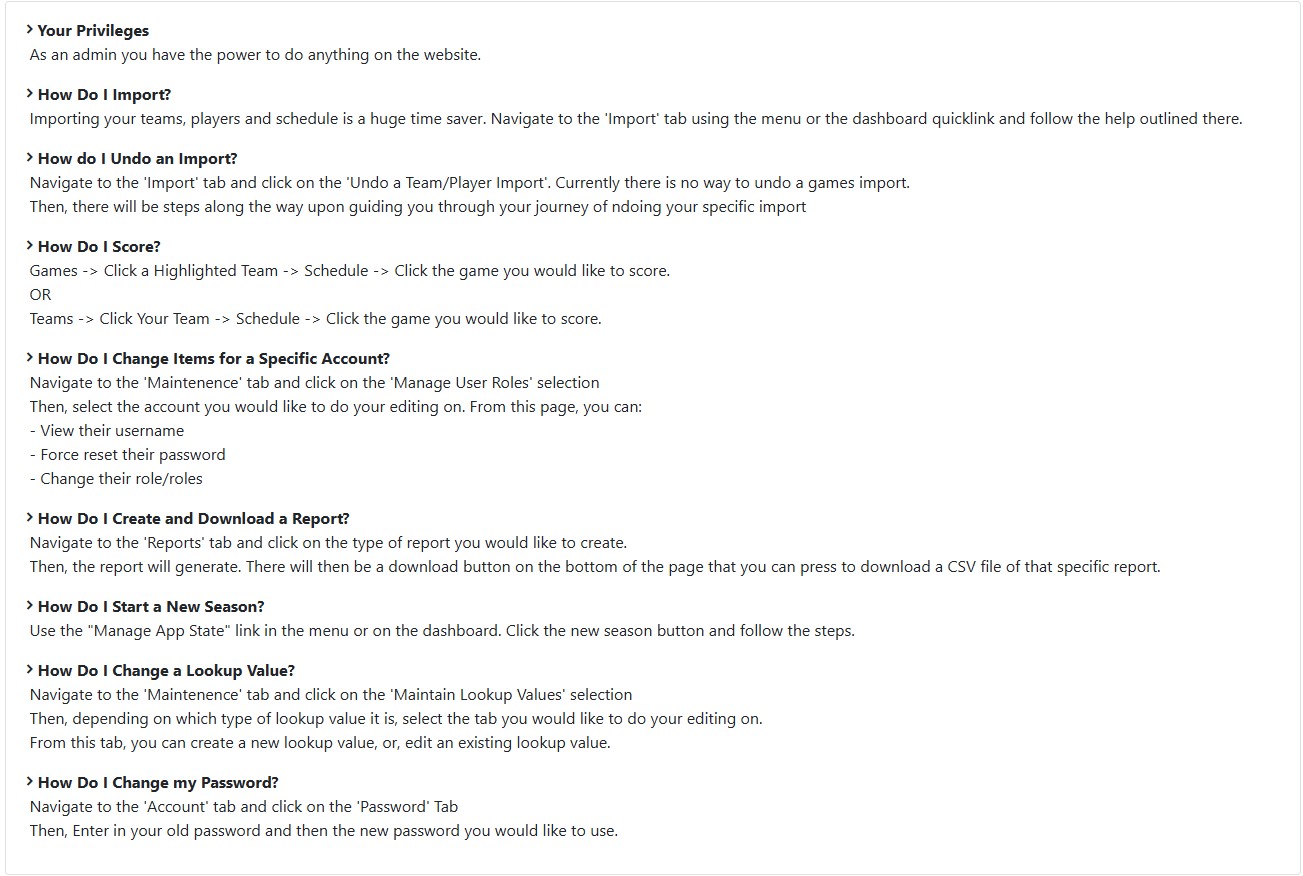 > Your Privileges
As an admin you have the power to do anything on the website.
> How Do I Import?
Importing your teams, players and schedule is a huge time saver. Navigate to the 'Import' tab using the menu or the dashboard quicklink and follow the help outlined there.
> How do I Undo an Import?
Navigate to the 'Import' tab and click on the 'Undo a Team/Player Import'. Currently there is no way to undo a games import.
Then, there will be steps along the way upon guiding you through your journey of ndoing your specific import
> How Do I Score?
Games -> Click a Highlighted Team -> Schedule -> Click the game you would like to score.
OR
Teams -> Click Your Team -> Schedule -> Click the game you would like to score.
> How Do I Change Items for a Specific Account?
Navigate to the 'Maintenence' tab and click on the 'Manage User Roles' selection
Then, select the account you would like to do your editing on. From this page, you can:
- View their username
- Force reset their password
- Change their role/roles
> How Do I Create and Download a Report?
Navigate to the 'Reports' tab and click on the type of report you would like to create.
Then, the report will generate. There will then be a download button on the bottom of the page that you can press to download a CSV file of that specific report.
> How Do I Start a New Season?
Use the "Manage App State" link in the menu or on the dashboard. Click the new season button and follow the steps.
> How Do I Change a Lookup Value?
Navigate to the 'Maintenence' tab and click on the 'Maintain Lookup Values' selection
Then, depending on which type of lookup value it is, select the tab you would like to do your editing on.
From this tab, you can create a new lookup value, or, edit an existing lookup value.
> How Do I Change my Password?
Navigate to the 'Account' tab and click on the 'Password' Tab
Then, Enter in your old password and then the new password you would like to use.